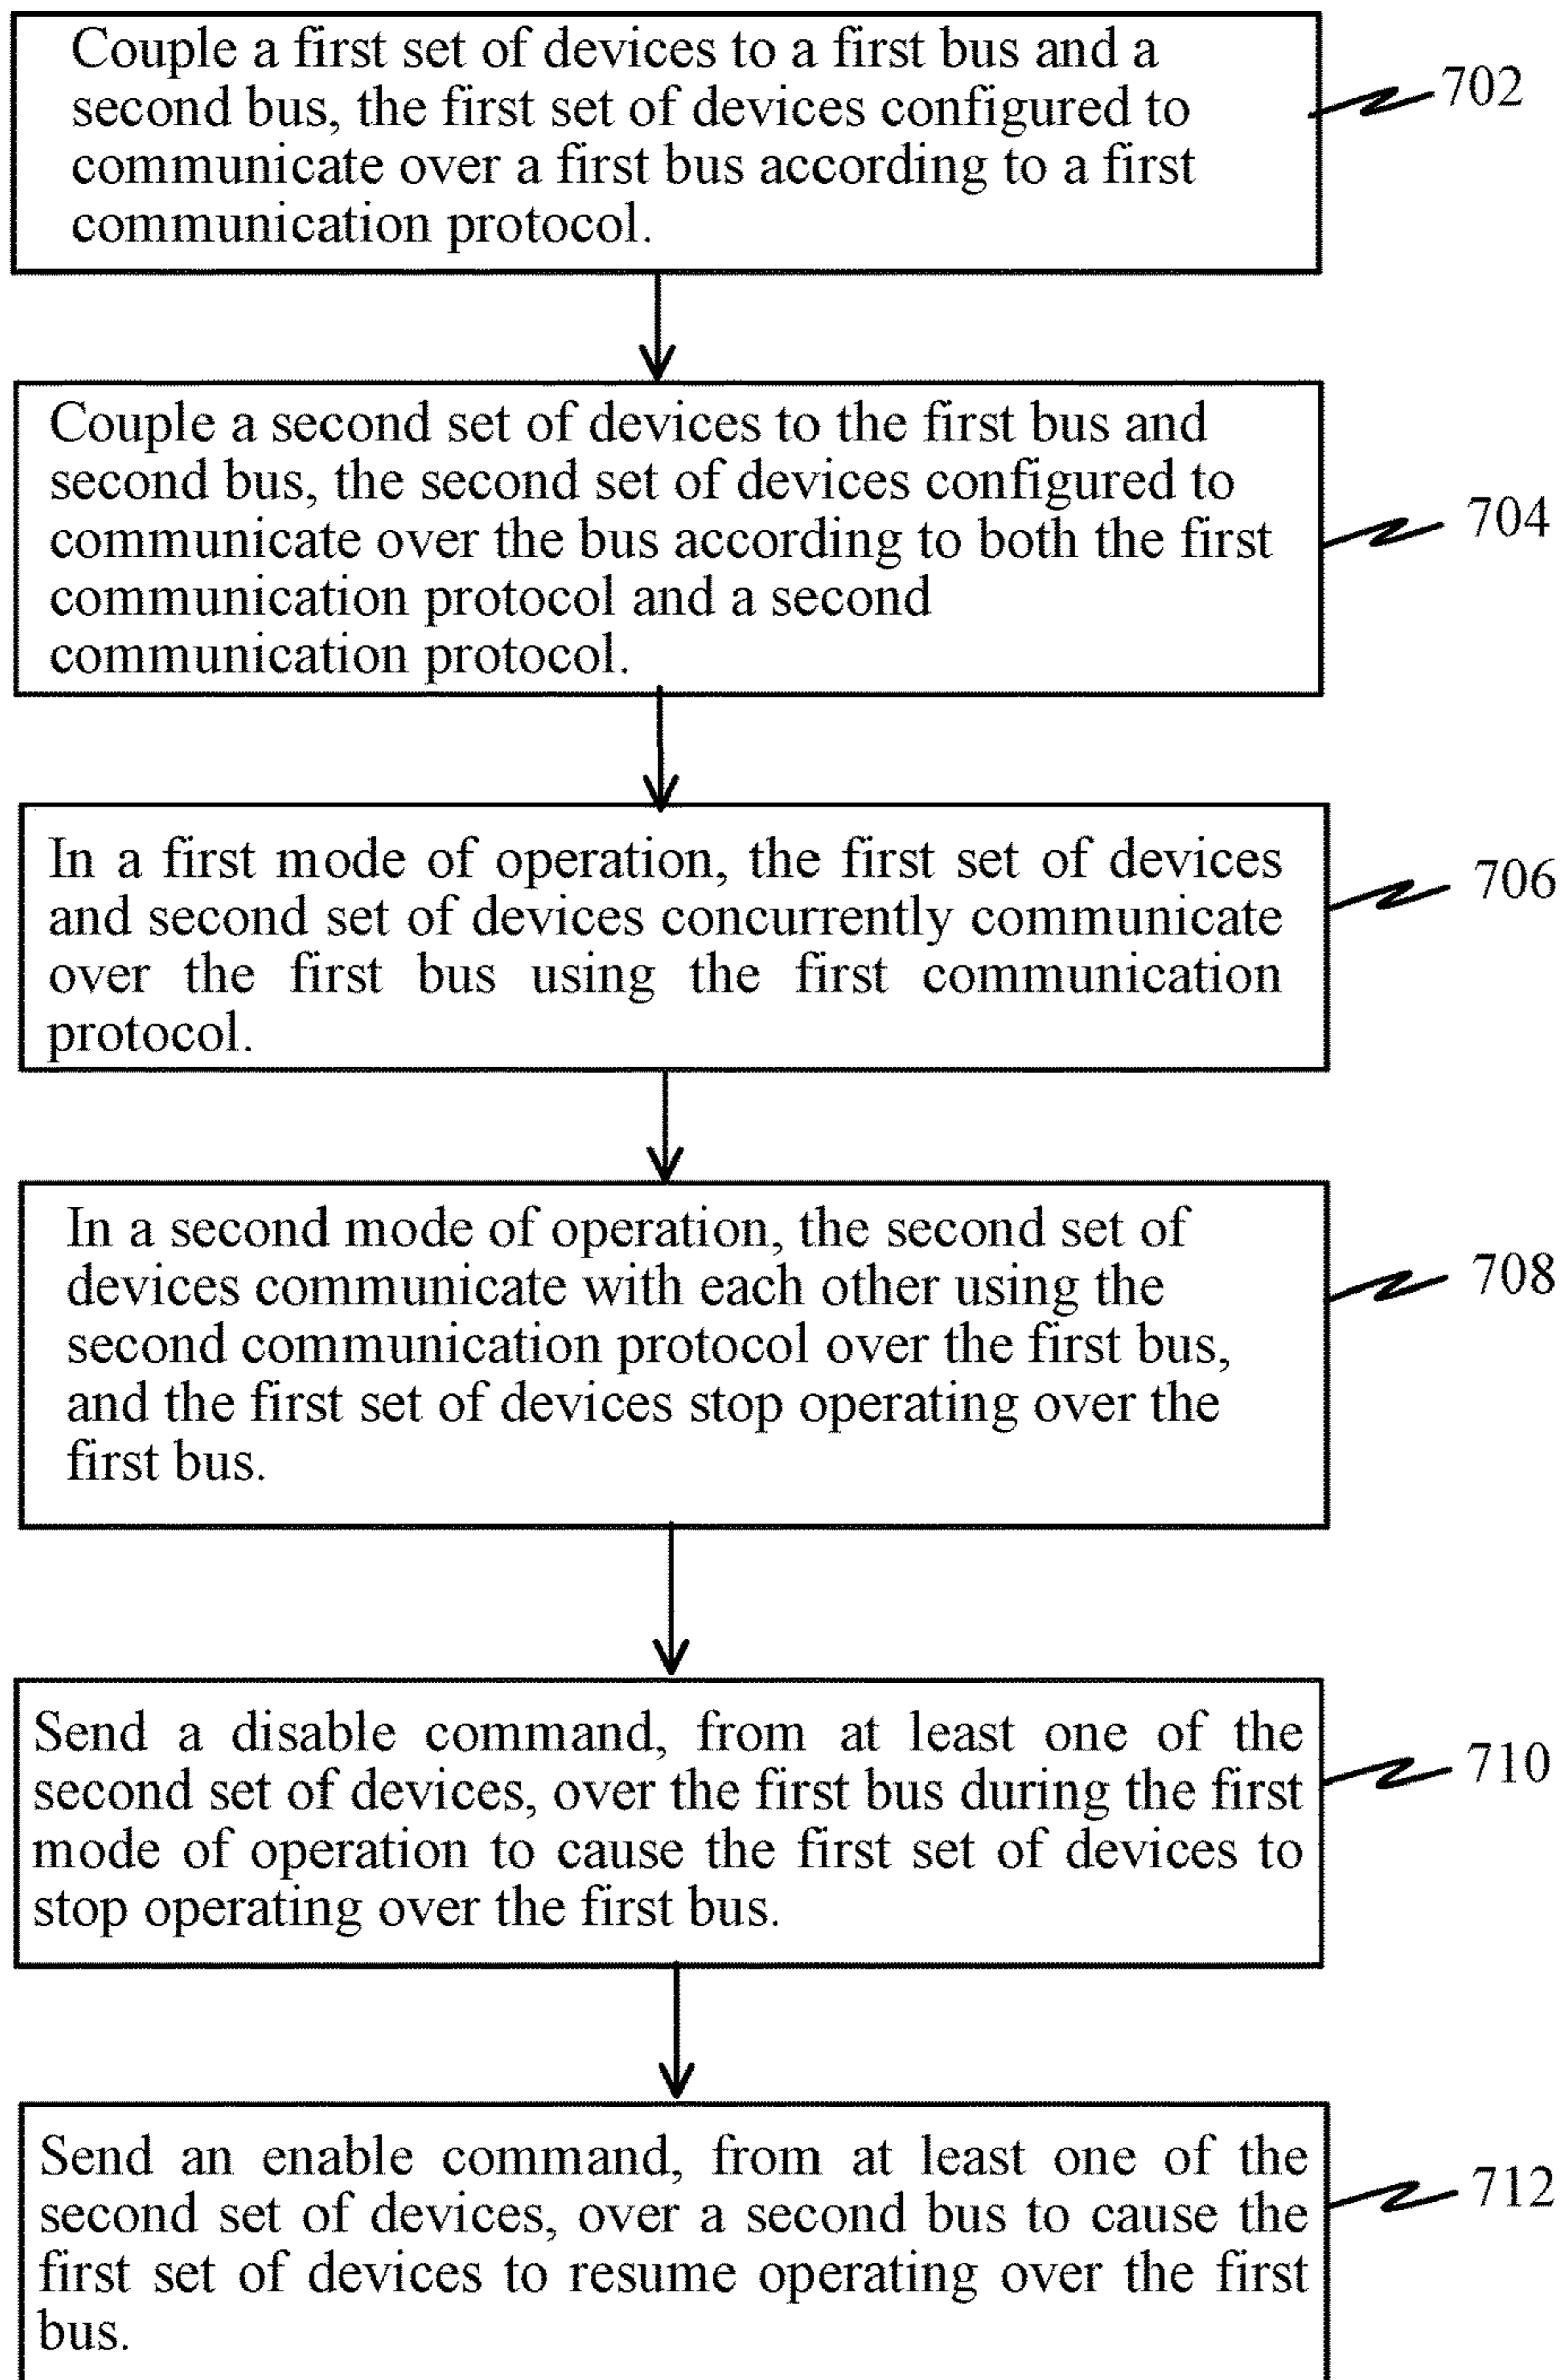 Couple a first set of devices to a first bus and a
second bus, the first set of devices configured to
communicate over a first bus according to a first
communication protocol.
702
Couple a second set of devices to the first bus and
second bus, the second set of devices configured to
communicate over the bus according to both the first
communication protocol and a second
communication protocol.
704
In a first mode of operation, the first set of devices
and second set of devices concurrently communicate
over the first bus using the first communication
protocol.
706
In a second mode of operation, the second set of
devices communicate with each other using the
second communication protocol over the first bus,
and the first set of devices stop operating over the
first bus.
708
Send a disable command, from at least one of the
second set of devices, over the first bus during the first
mode of operation to cause the first set of devices to
stop operating over the first bus.
710
Send an enable command, from at least one of the
second set of devices, over a second bus to cause the
first set of devices to resume operating over the first
bus.
712